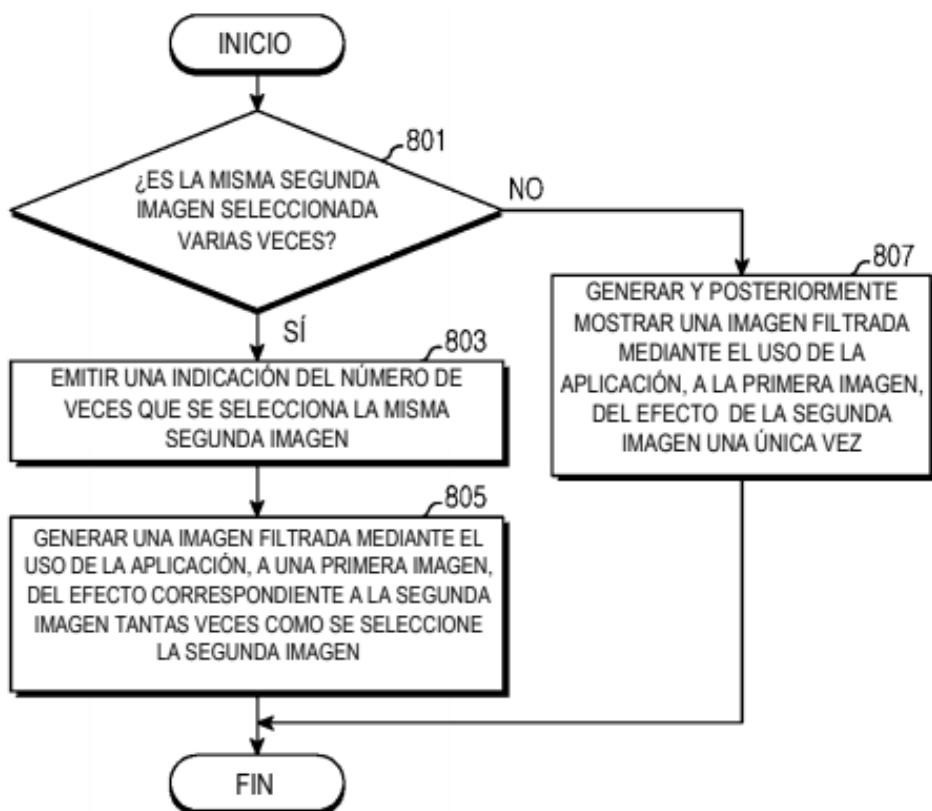 INICIO
801
¿ES LA MISMA SEGUNDA
IMAGEN SELECCIONADA
VARIAS VECES?
NO
SÍ
803
EMITIR UNA INDICACIÓN DEL NÚMERO DE
VECES QUE SE SELECCIONA LA MISMA
SEGUNDA IMAGEN
805
GENERAR UNA IMAGEN FILTRADA MEDIANTE EL
USO DE LA APLICACIÓN, A UNA PRIMERA IMAGEN,
DEL EFECTO CORRESPONDIENTE A LA SEGUNDA
IMAGEN TANTAS VECES COMO SE SELECCIONE
LA SEGUNDA IMAGEN
807
GENERAR Y POSTERIORMENTE
MOSTRAR UNA IMAGEN FILTRADA
MEDIANTE EL USO DE LA
APLICACIÓN, A LA PRIMERA IMAGEN,
DEL EFECTO DE LA SEGUNDA
IMAGEN UNA ÚNICA VEZ
FIN